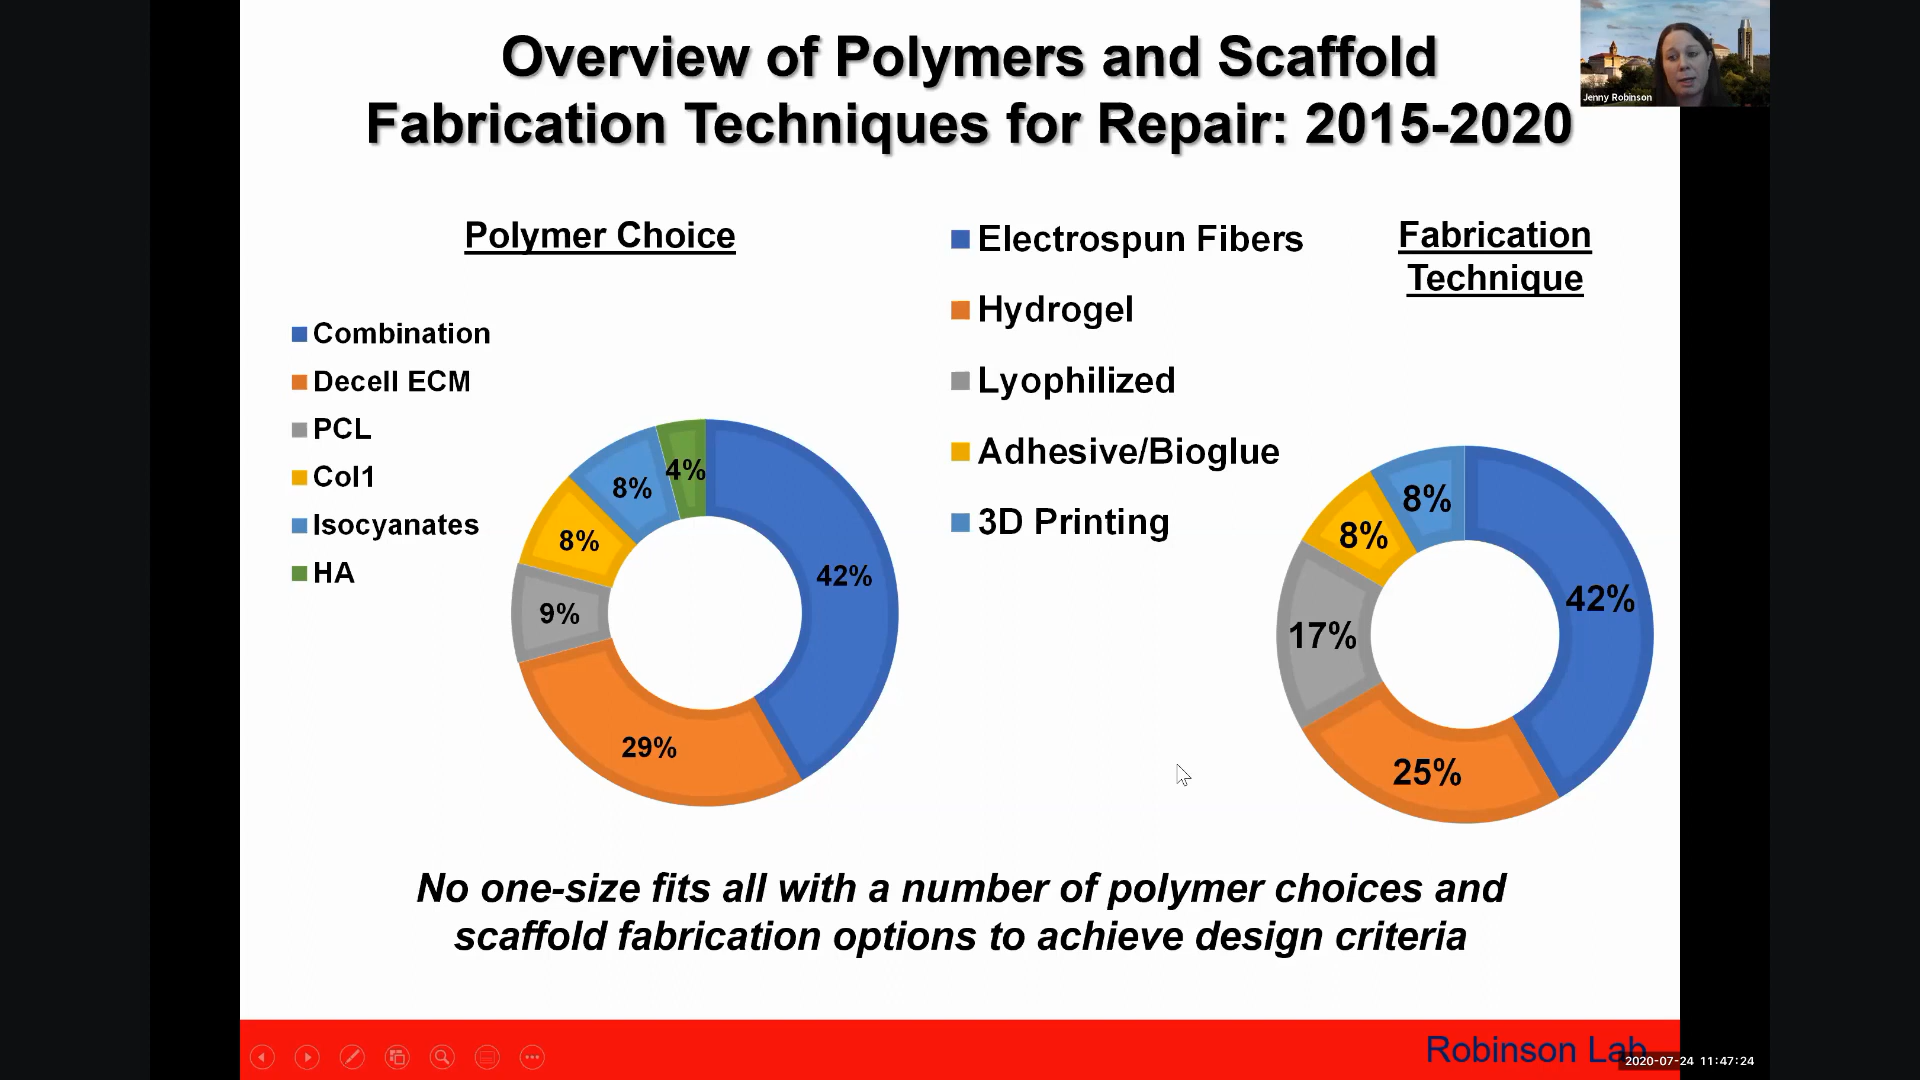 Overview of Polymers and Scaffold
Fabrication Techniques for Repair: 2015-2020
Jenny Robinson
Polymer Choice
Combination
Decell ECM
PCL
Col1
Isocyanates
HA
42%
29%
9%
8%
8%
4%
Electrospun Fibers
Hydrogel
Lyophilized
Adhesive/Bioglue
3D Printing
Fabrication
Technique
42%
25%
17%
8%
8%
No one-size fits all with a number of polymer choices and
scaffold fabrication options to achieve design criteria
Robinson Lab
2020-07-24 11:47:24